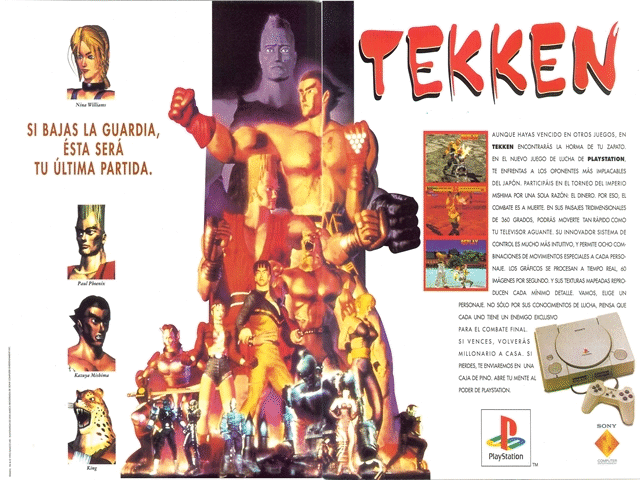 TEKKEN
Nina Williams
SI BAJAS LA GUARDIA,
ÉSTA SERÁ
TU ÚLTIMA PARTIDA.
Paul Phoenix
Kazuya Mishima
King
AUNQUE HAYAS VENCIDO EN OTROS JUEGOS, EN
TEKKEN ENCONTRARÁS LA HORMA DE TU ZAPATO.
EN EL NUEVO JUEGO DE LUCHA DE PLAYSTATION,
TE ENFRENTAS A LOS OPONENTES MÁS IMPLACABLES
DEL JAPÓN. PARTICIPÁIS EN EL TORNEO DEL IMPERIO
MISHIMA POR UNA SOLA RAZÓN: EL DINERO. POR ESO, EL
COMBATE ES A MUERTE. EN SUS PAISAJES TRIDIMENSIONALES
DE 360 GRADOS, PODRÁS MOVERTE TAN RÁPIDO COMO
TU TELEVISOR AGUANTE. SU INNOVADOR SISTEMA DE
CONTROL ES MUCHO MÁS INTUITIVO, Y PERMITE OCHO COM-
BINACIONES DE MOVIMIENTOS ESPECIALES A CADA PERSO-
NAJE. LOS GRÁFICOS SE PROCESAN A TIEMPO REAL, 60
IMÁGENES POR SEGUNDO. Y SUS TEXTURAS MAPEADAS REPRO-
DUCEN CADA MÍNIMO DETALLE. VAMOS, ELIGE UN
PERSONAJE. NO SÓLO POR SUS CONOCIMIENTOS DE LUCHA, PIENSA QUE
CADA UNO TIENE UN ENEMIGO EXCLUSIVO
PARA EL COMBATE FINAL.
SI VENCES, VOLVERÁS
MILLONARIO A CASA. SI
PIERDES, TE ENVIAREMOS EN UNA
CAJA DE PINO. ABRE TU MENTE AL
PODER DE PLAYSTATION.
REPLAY
PlayStation
TM
SONY
COMPUTER